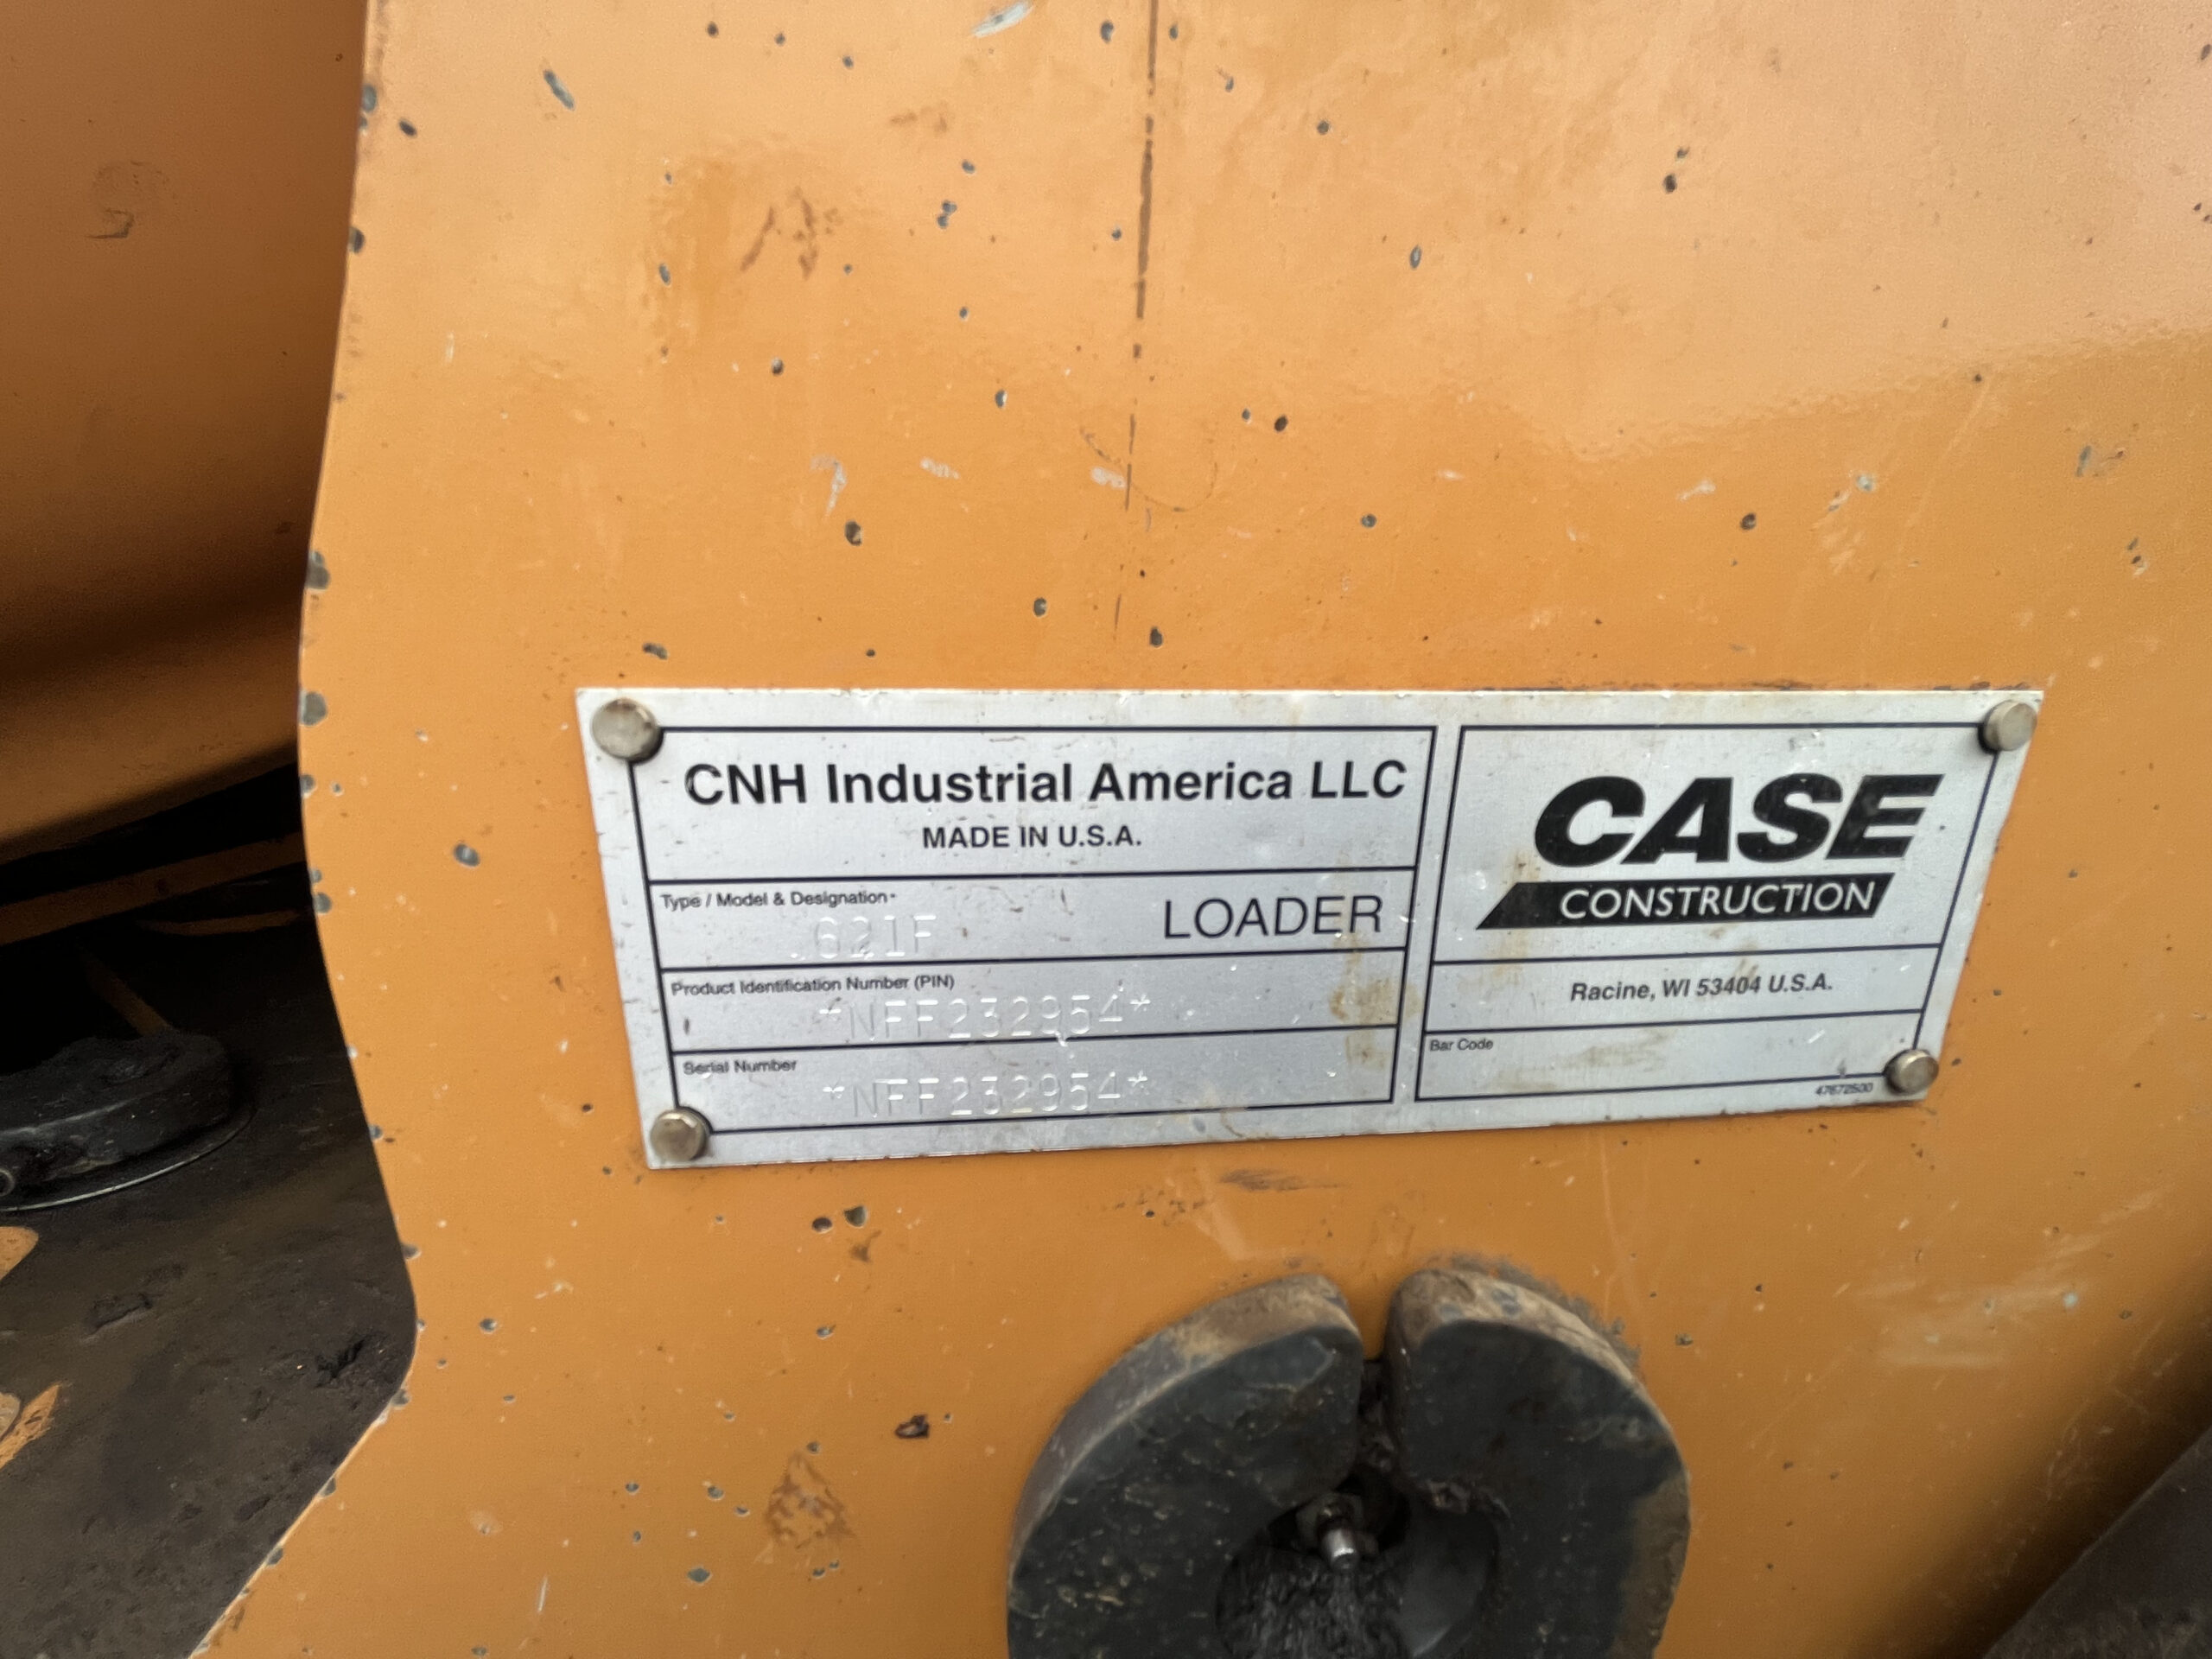 CNH Industrial America LLC
MADE IN U.S.A.
Type / Model & Designation
621F
LOADER
Product Identification Number (PIN)
*NFF232954*
Serial Number
*NFF232954*
CASE
CONSTRUCTION
Racine, WI 53404 U.S.A.
Bar Code
47672500